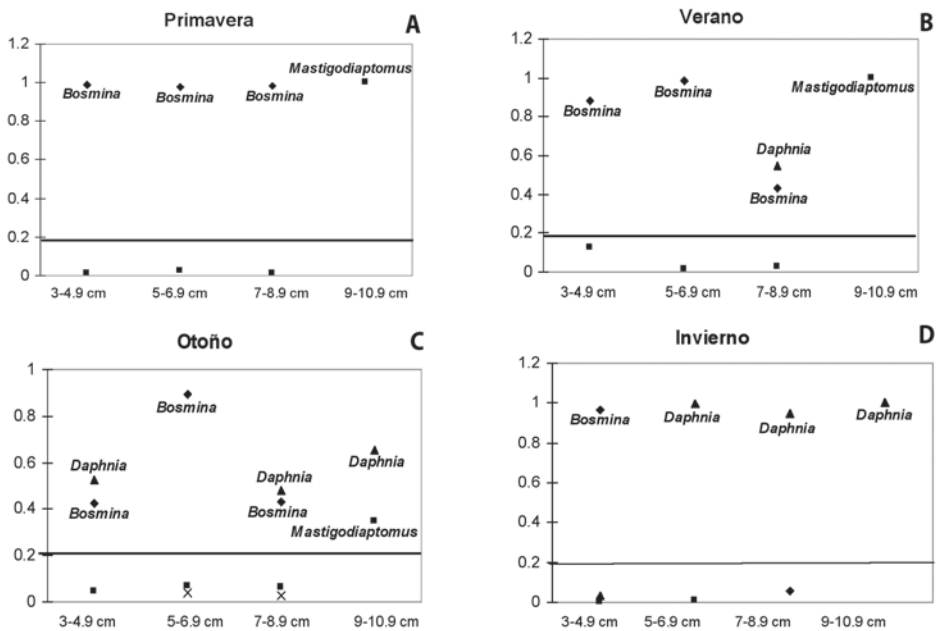 Primavera
A
1.2
1
0.8
0.6
0.4
0.2
0
Bosmina
Bosmina
Bosmina
Mastigodiaptomus
3-4.9 cm
5-6.9 cm
7-8.9 cm
9-10.9 cm
Verano
B
1.2
1
0.8
0.6
0.4
0.2
0
Bosmina
Bosmina
Daphnia
Bosmina
Mastigodiaptomus
3-4.9 cm
5-6.9 cm
7-8.9 cm
9-10.9 cm
Otoño
C
1
0.8
0.6
0.4
0.2
0
Daphnia
Bosmina
Bosmina
Daphnia
Bosmina
Daphnia
Mastigodiaptomus
3-4.9 cm
5-6.9 cm
7-8.9 cm
9-10.9 cm
Invierno
D
1.2
1
0.8
0.6
0.4
0.2
0
Bosmina
Daphnia
Daphnia
Daphnia
3-4.9 cm
5-6.9 cm
7-8.9 cm
9-10.9 cm